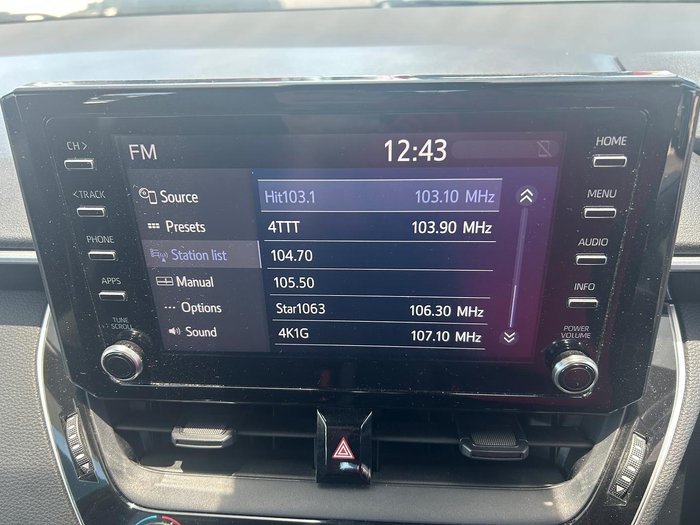 FM 12:43
CH >
< TRACK
PHONE
APPS
TUNE
SCROLL
Source
Presets
Station list
Manual
Options
Sound
Hit103.1 103.10 MHz
4TTT 103.90 MHz
104.70
105.50
Star1063 106.30 MHz
4K1G 107.10 MHz
HOME
MENU
AUDIO
INFO
POWER
VOLUME